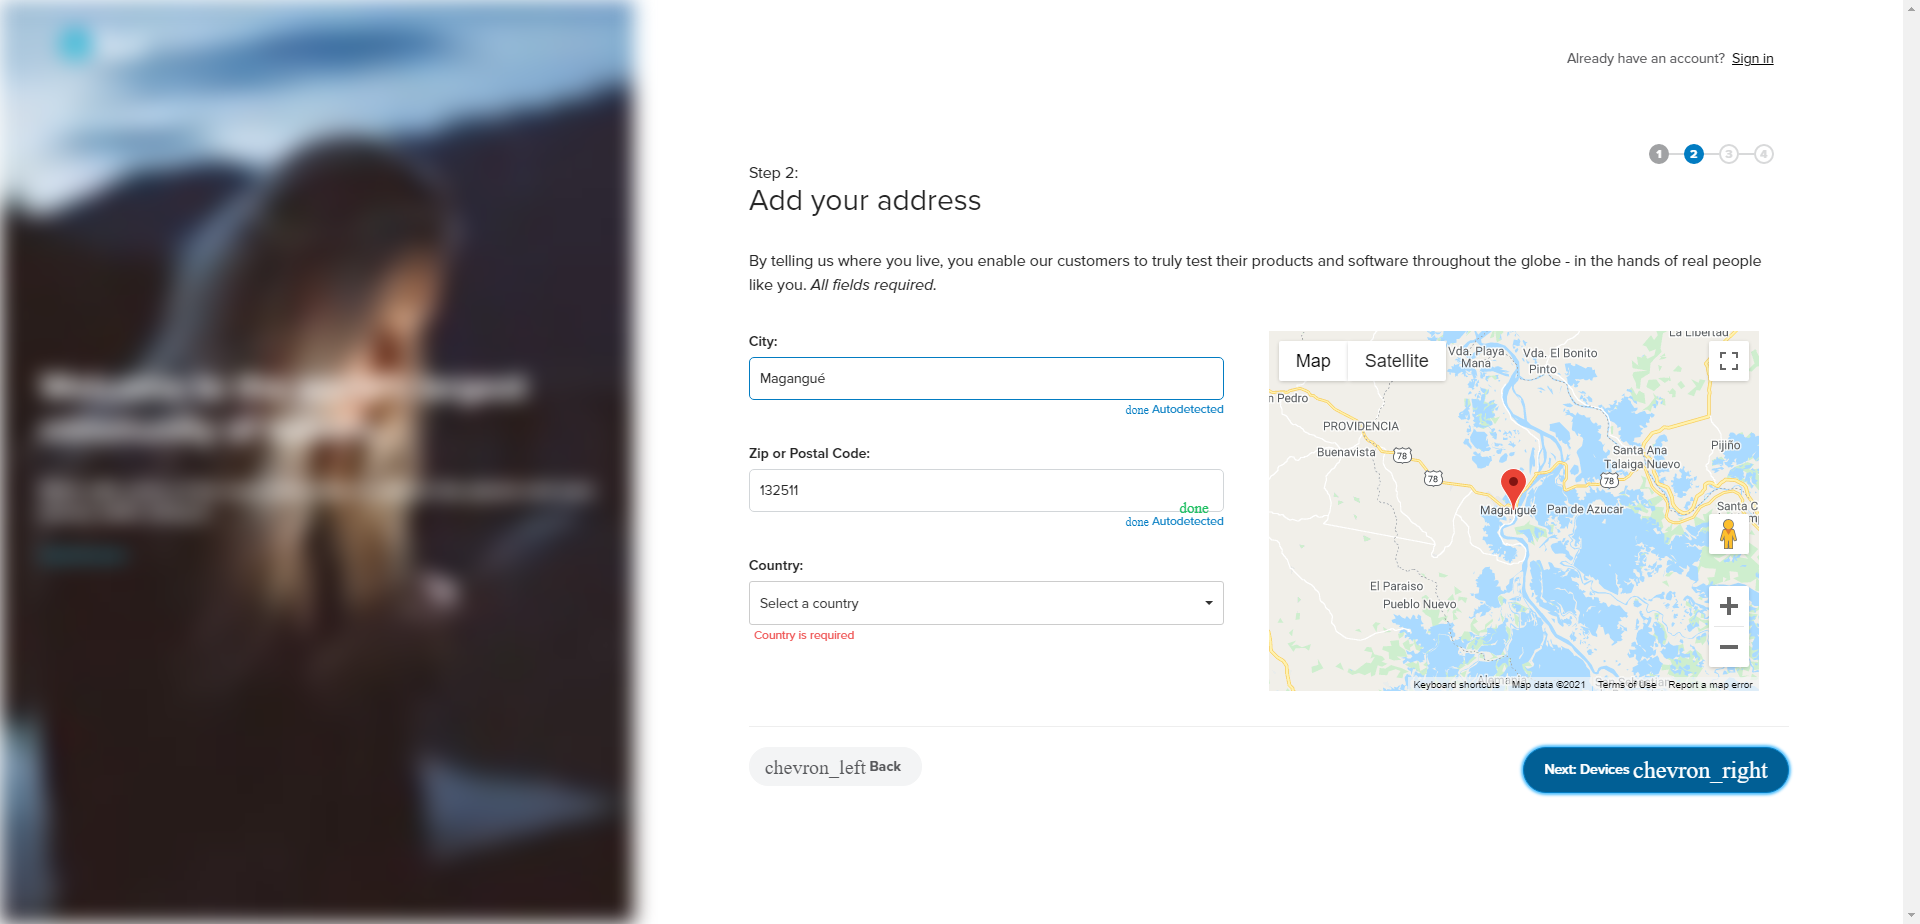 Already have an account? Sign in
1 2 3 4
Step 2:
Add your address
By telling us where you live, you enable our customers to truly test their products and software throughout the globe - in the hands of real people
like you. All fields required.
City:
Magangué
done Autodetected
Zip or Postal Code:
132511
done
done Autodetected
Country:
Select a country
Country is required
La Libertad
Map Satellite
Vda. Playa
Mana
Vda. El Bonito
Pinto
n Pedro
PROVIDENCIA
Buenavista
78
78
78
Santa Ana
Talaigua Nuevo
Pijiño
Magangué
Pan de Azucar
Santa C
El Paraiso
Pueblo Nuevo
Keyboard shortcuts Map data ©2021 Terms of Use Report a map error
chevron_left Back
Next: Devices chevron_right